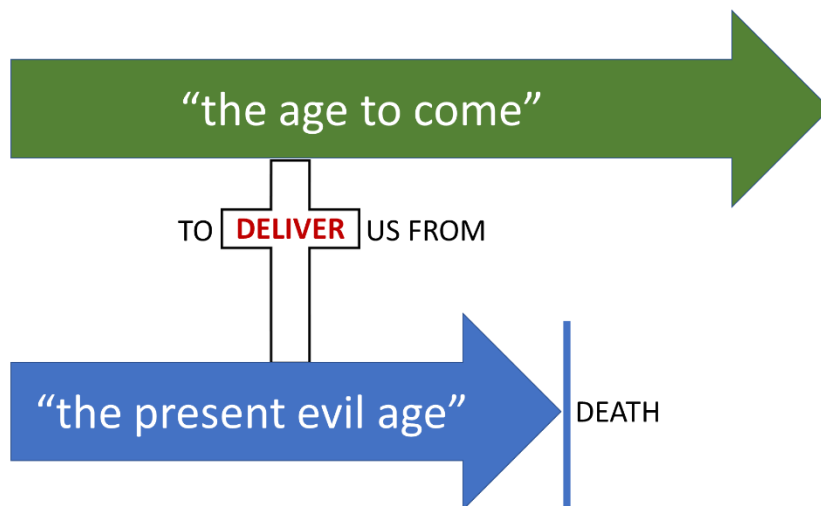 “the age to come”
TO DELIVER US FROM
“the present evil age”
DEATH